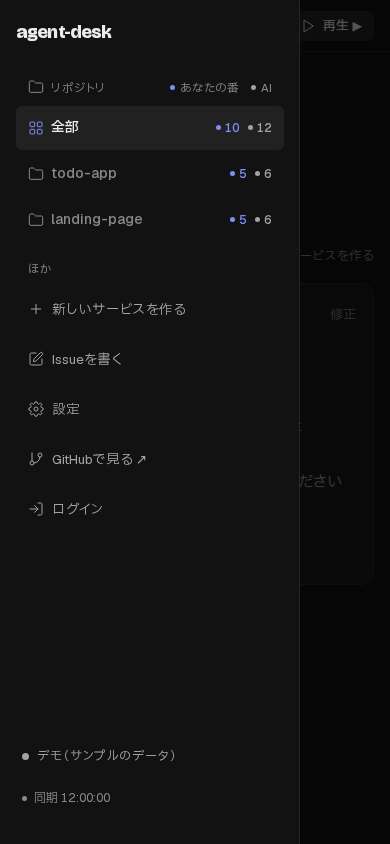 agent-desk
再生 ▶
リポジトリ あなたの番 AI
全部 10 12
todo-app 5 6
landing-page 5 6
ービスを作る
ほか
新しいサービスを作る
修正
Issueを書く
設定
GitHubで見る ↗
ださい
ログイン
デモ（サンプルのデータ）
同期 12:00:00